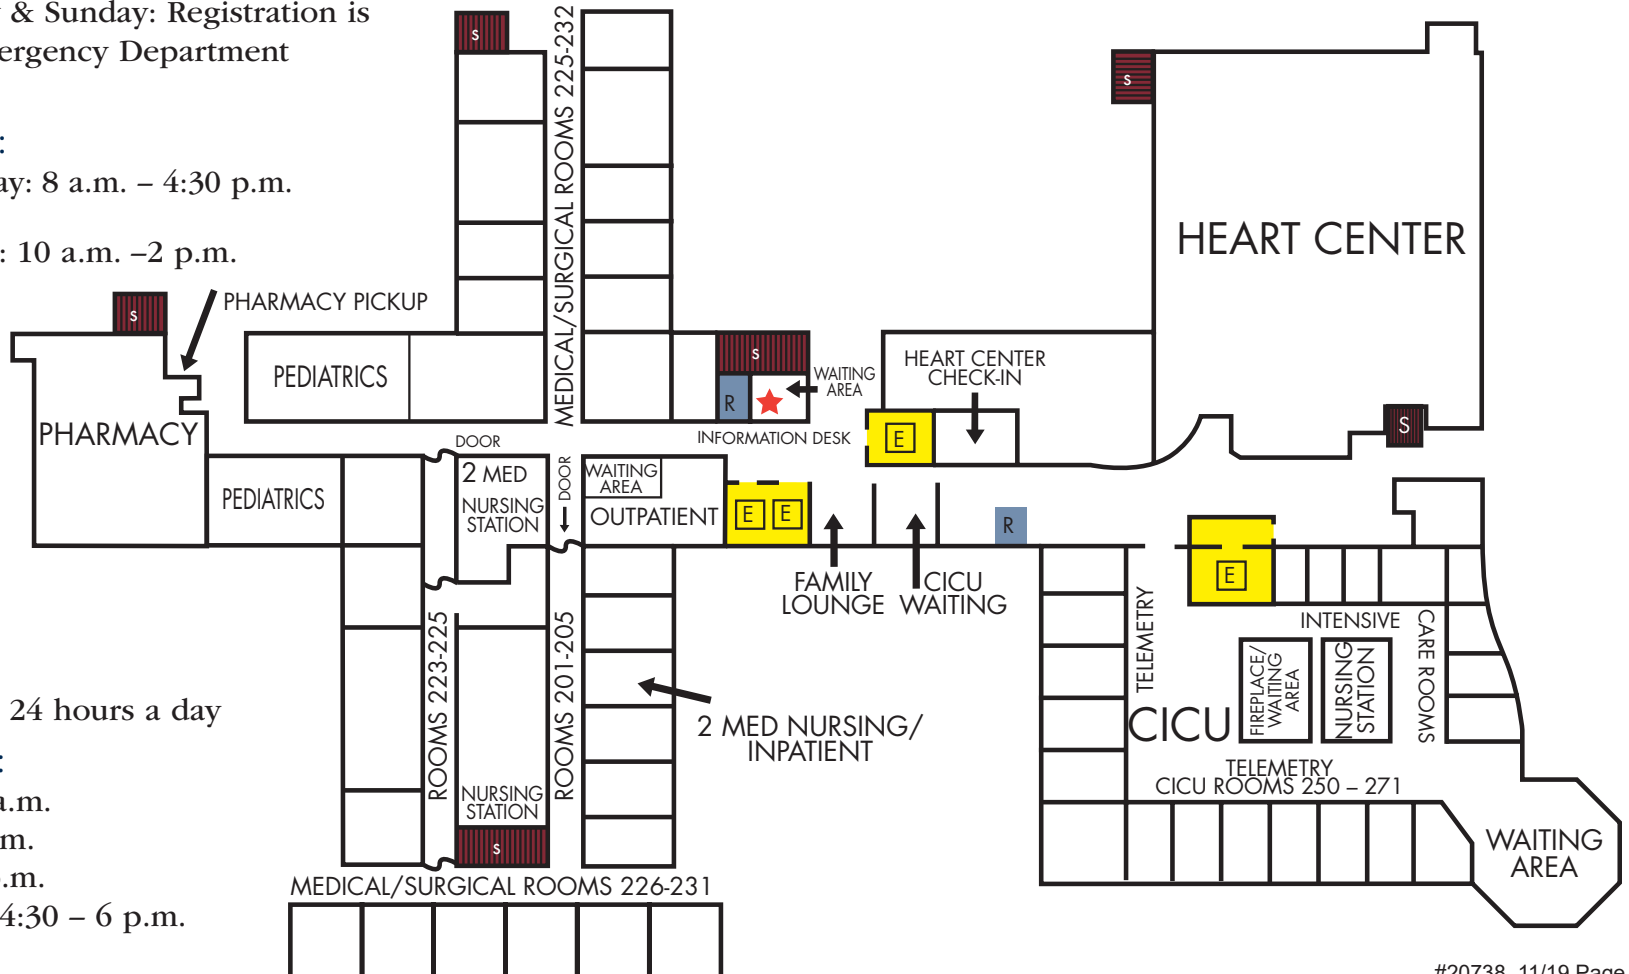 y & Sunday: Registration is
ergency Department
:
ay: 8 a.m. – 4:30 p.m.
: 10 a.m. –2 p.m.
24 hours a day
:
a.m.
m.
.m.
4:30 – 6 p.m.
S
MEDICAL/SURGICAL ROOMS 225-232
S
HEART CENTER
S
PHARMACY PICKUP
PEDIATRICS
S
R
WAITING
AREA
HEART CENTER
CHECK-IN
S
PHARMACY
DOOR
INFORMATION DESK
E
PEDIATRICS
2 MED
NURSING
STATION
DOOR
WAITING
AREA
OUTPATIENT
E
E
R
FAMILY
LOUNGE
CICU
WAITING
E
TELEMETRY
INTENSIVE
CARE ROOMS
FIREPLACE/
WAITING
AREA
NURSING
STATION
CICU
ROOMS 223-225
ROOMS 201-205
2 MED NURSING/
INPATIENT
TELEMETRY
CICU ROOMS 250 – 271
NURSING
STATION
S
WAITING
AREA
MEDICAL/SURGICAL ROOMS 226-231
#20738 11/19 Page